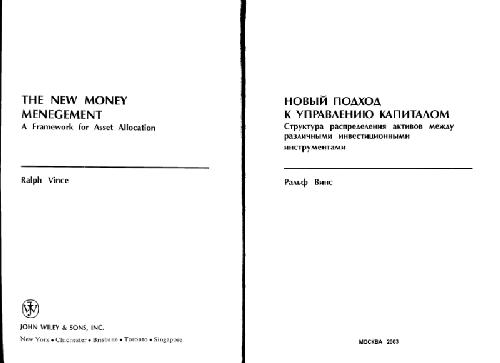 THE NEW MONEY
MENEGEMENT
A Framework for Asset Allocation
Ralph Vince
JOHN WILEY & SONS, INC.
New York • Chichester • Brisbane • Toronto • Singapore
НОВЫЙ ПОДХОД
К УПРАВЛЕНИЮ КАПИТАЛОМ
Структура распределения активов между
различными инвестиционными
инструментами
Ральф Винс
МОСКВА 2003